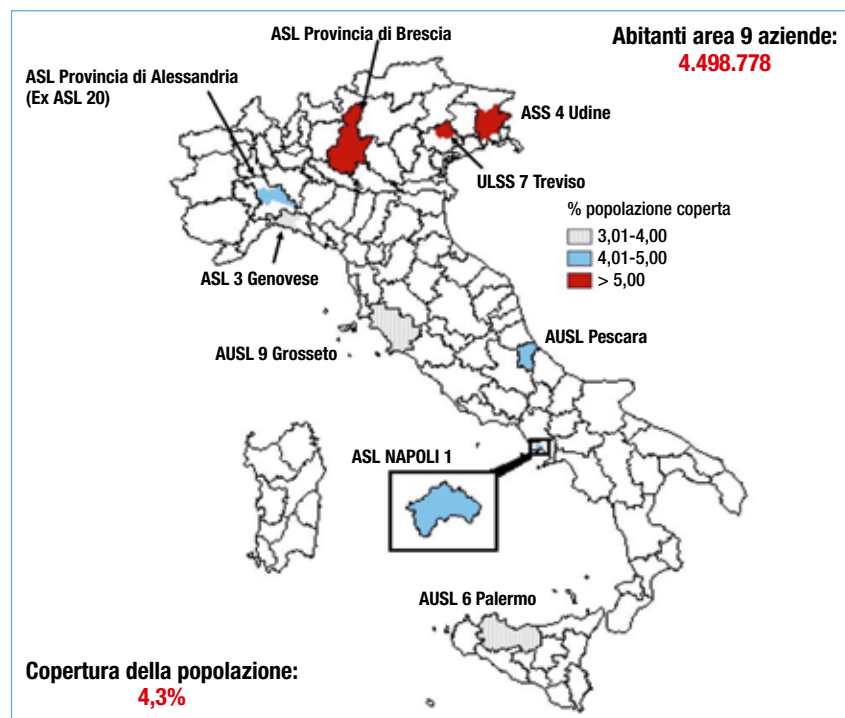 ASL Provincia di Brescia
Abitanti area 9 aziende:
4.498.778
ASL Provincia di Alessandria
(Ex ASL 20)
ASS 4 Udine
ULSS 7 Treviso
% popolazione coperta
3,01-4,00
4,01-5,00
> 5,00
ASL 3 Genovese
AUSL 9 Grosseto
AUSL Pescara
ASL NAPOLI 1
AUSL 6 Palermo
Copertura della popolazione:
4,3%